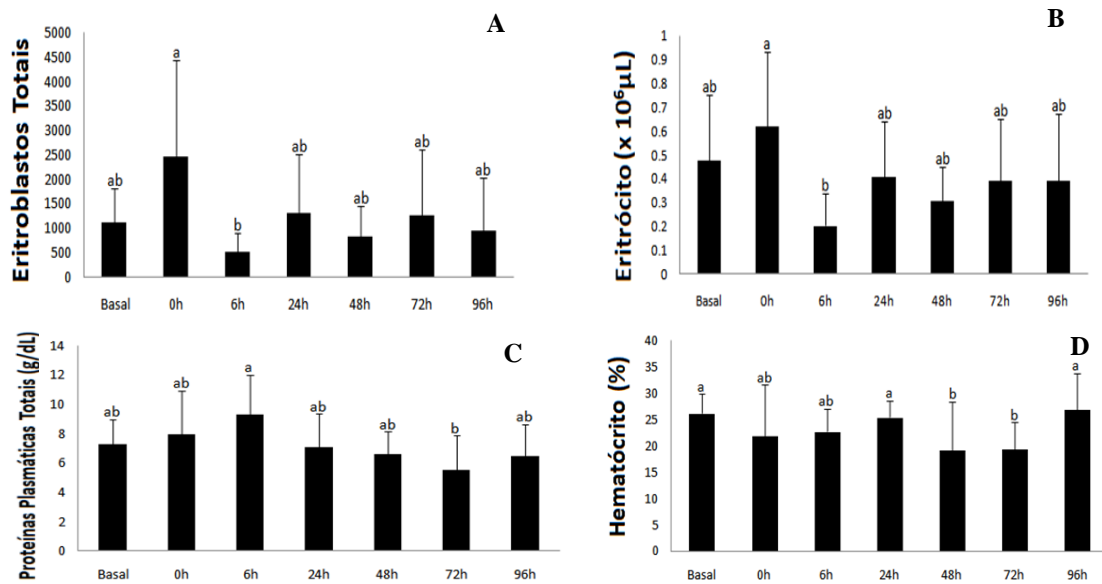 A
Eritroblastos Totais
5000
4500
4000
3500
3000
2500
2000
1500
1000
500
0
ab
a
b
ab
ab
ab
ab
Basal 0h 6h 24h 48h 72h 96h
B
Eritrócito (x 10⁶µL)
1
0.9
0.8
0.7
0.6
0.5
0.4
0.3
0.2
0.1
0
ab
a
b
ab
ab
ab
ab
Basal 0h 6h 24h 48h 72h 96h
C
Proteínas Plasmáticas Totais (g/dL)
14
12
10
8
6
4
2
0
ab
ab
a
ab
ab
b
ab
Basal 0h 6h 24h 48h 72h 96h
D
Hematócrito (%)
40
35
30
25
20
15
10
5
0
a
ab
ab
a
b
b
a
Basal 0h 6h 24h 48h 72h 96h